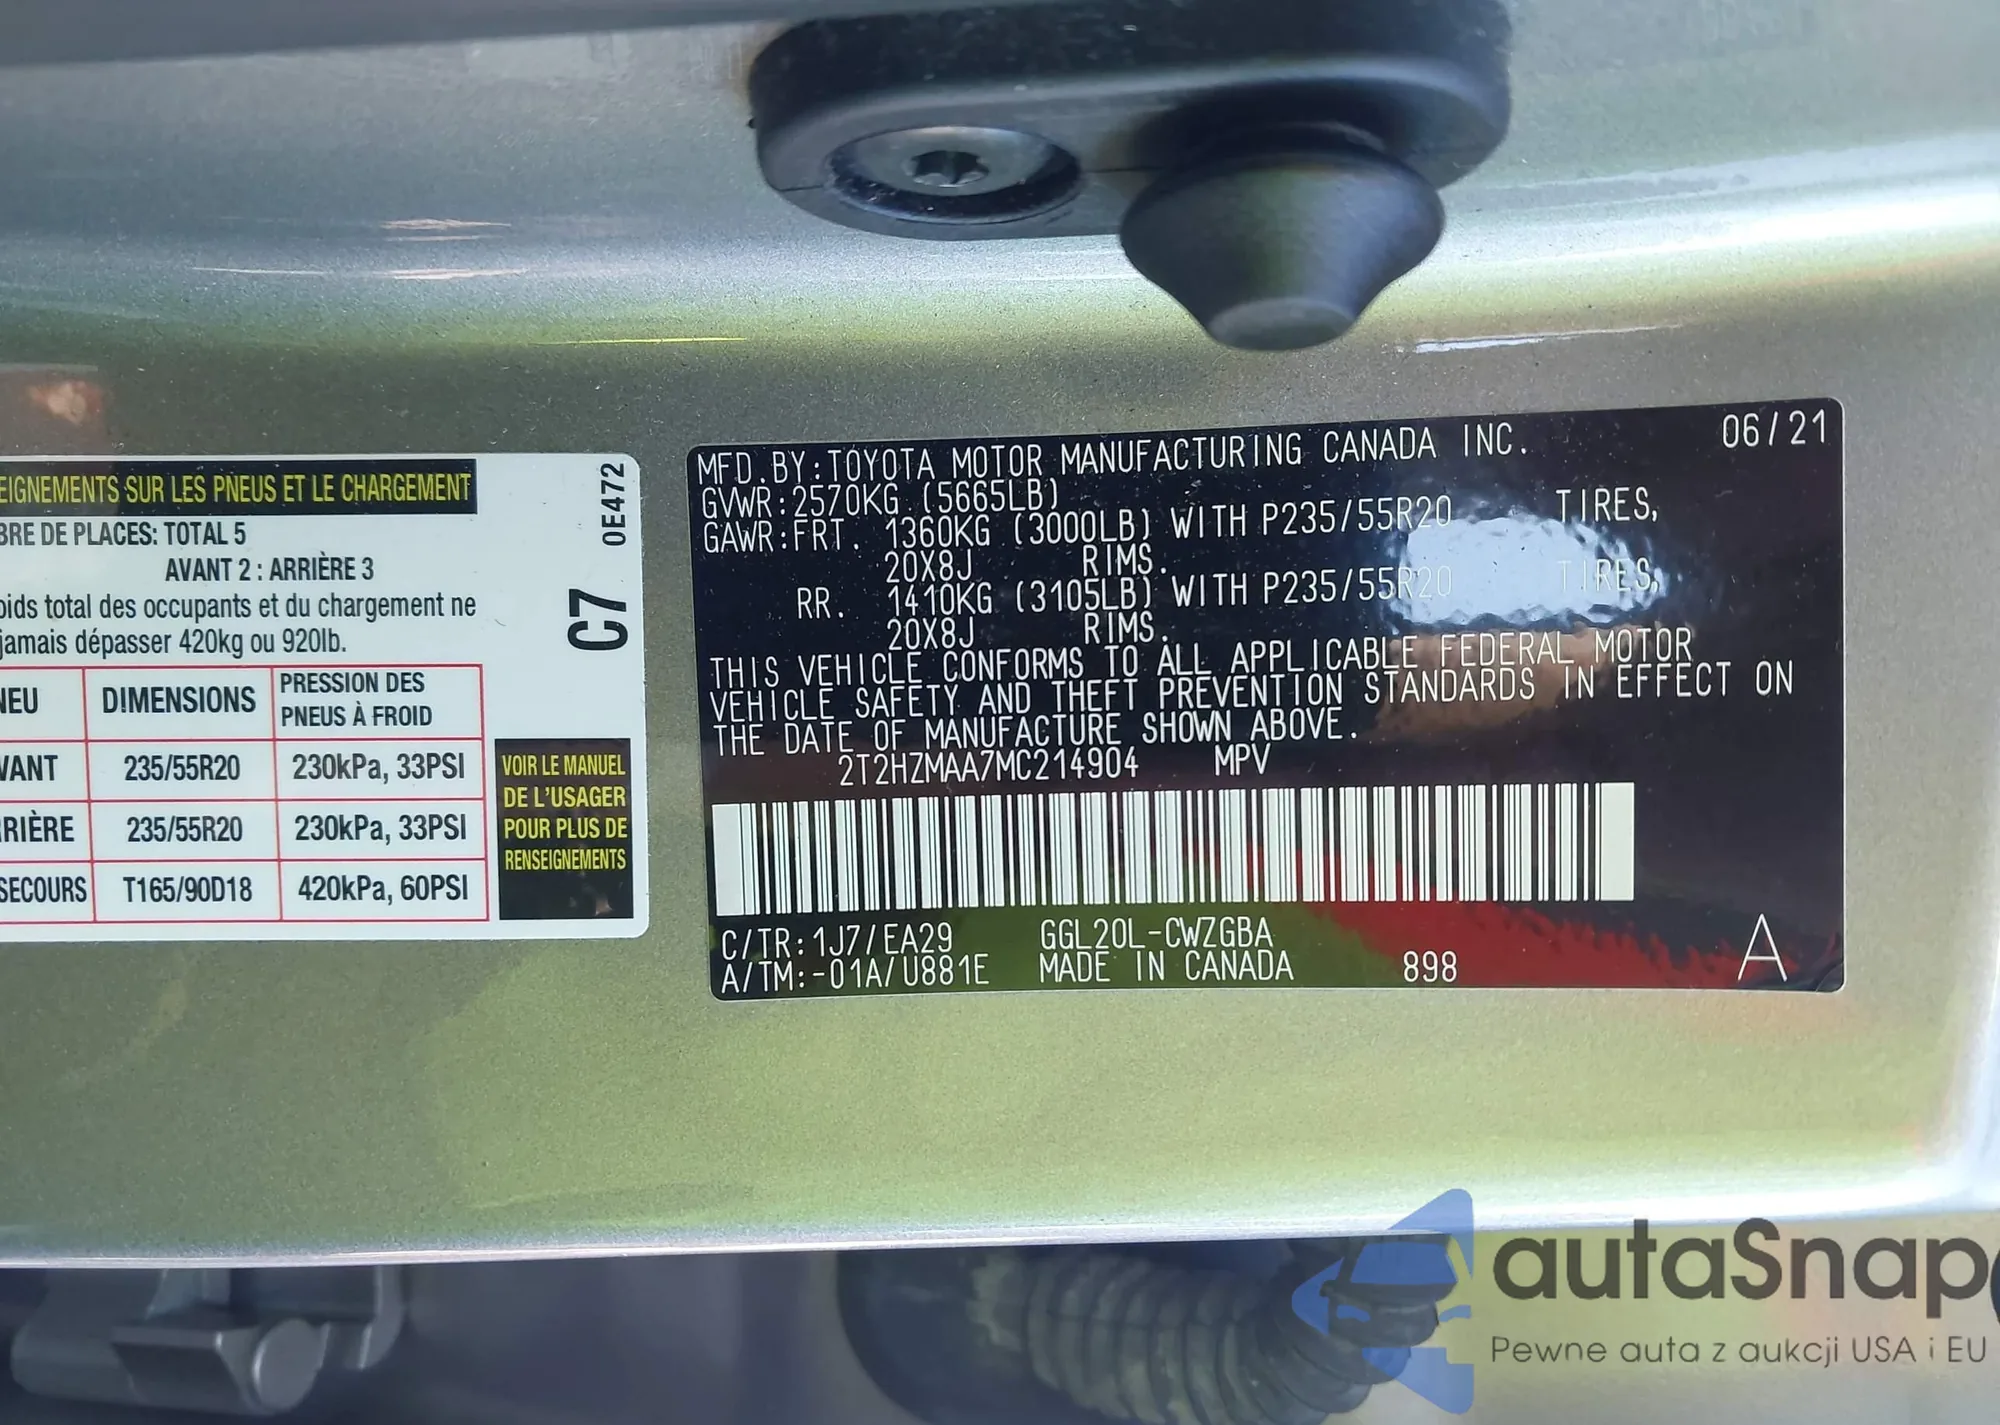 EIGNEMENTS SUR LES PNEUS ET LE CHARGEMENT
BRE DE PLACES: TOTAL 5
AVANT 2 : ARRIÈRE 3
oids total des occupants et du chargement ne
jamais dépasser 420kg ou 920lb.
NEU DIMENSIONS PRESSION DES PNEUS À FROID
VANT 235/55R20 230kPa, 33PSI
RRIÈRE 235/55R20 230kPa, 33PSI
SECOURS T165/90D18 420kPa, 60PSI
0E472
C7
VOIR LE MANUEL
DE L'USAGER
POUR PLUS DE
RENSEIGNEMENTS
MFD.BY:TOYOTA MOTOR MANUFACTURING CANADA INC. 06/21
GVWR:2570KG (5665LB)
GAWR:FRT. 1360KG (3000LB) WITH P235/55R20 TIRES,
20X8J RIMS.
RR. 1410KG (3105LB) WITH P235/55R20 TIRES,
20X8J RIMS.
THIS VEHICLE CONFORMS TO ALL APPLICABLE FEDERAL MOTOR
VEHICLE SAFETY AND THEFT PREVENTION STANDARDS IN EFFECT ON
THE DATE OF MANUFACTURE SHOWN ABOVE.
2T2HZMAA7MC214904 MPV
C/TR:1J7/EA29 GGL20L-CWZGBA
A/TM:-01A/U881E MADE IN CANADA 898 A
autaSnap
Pewne auta z aukcji USA i EU